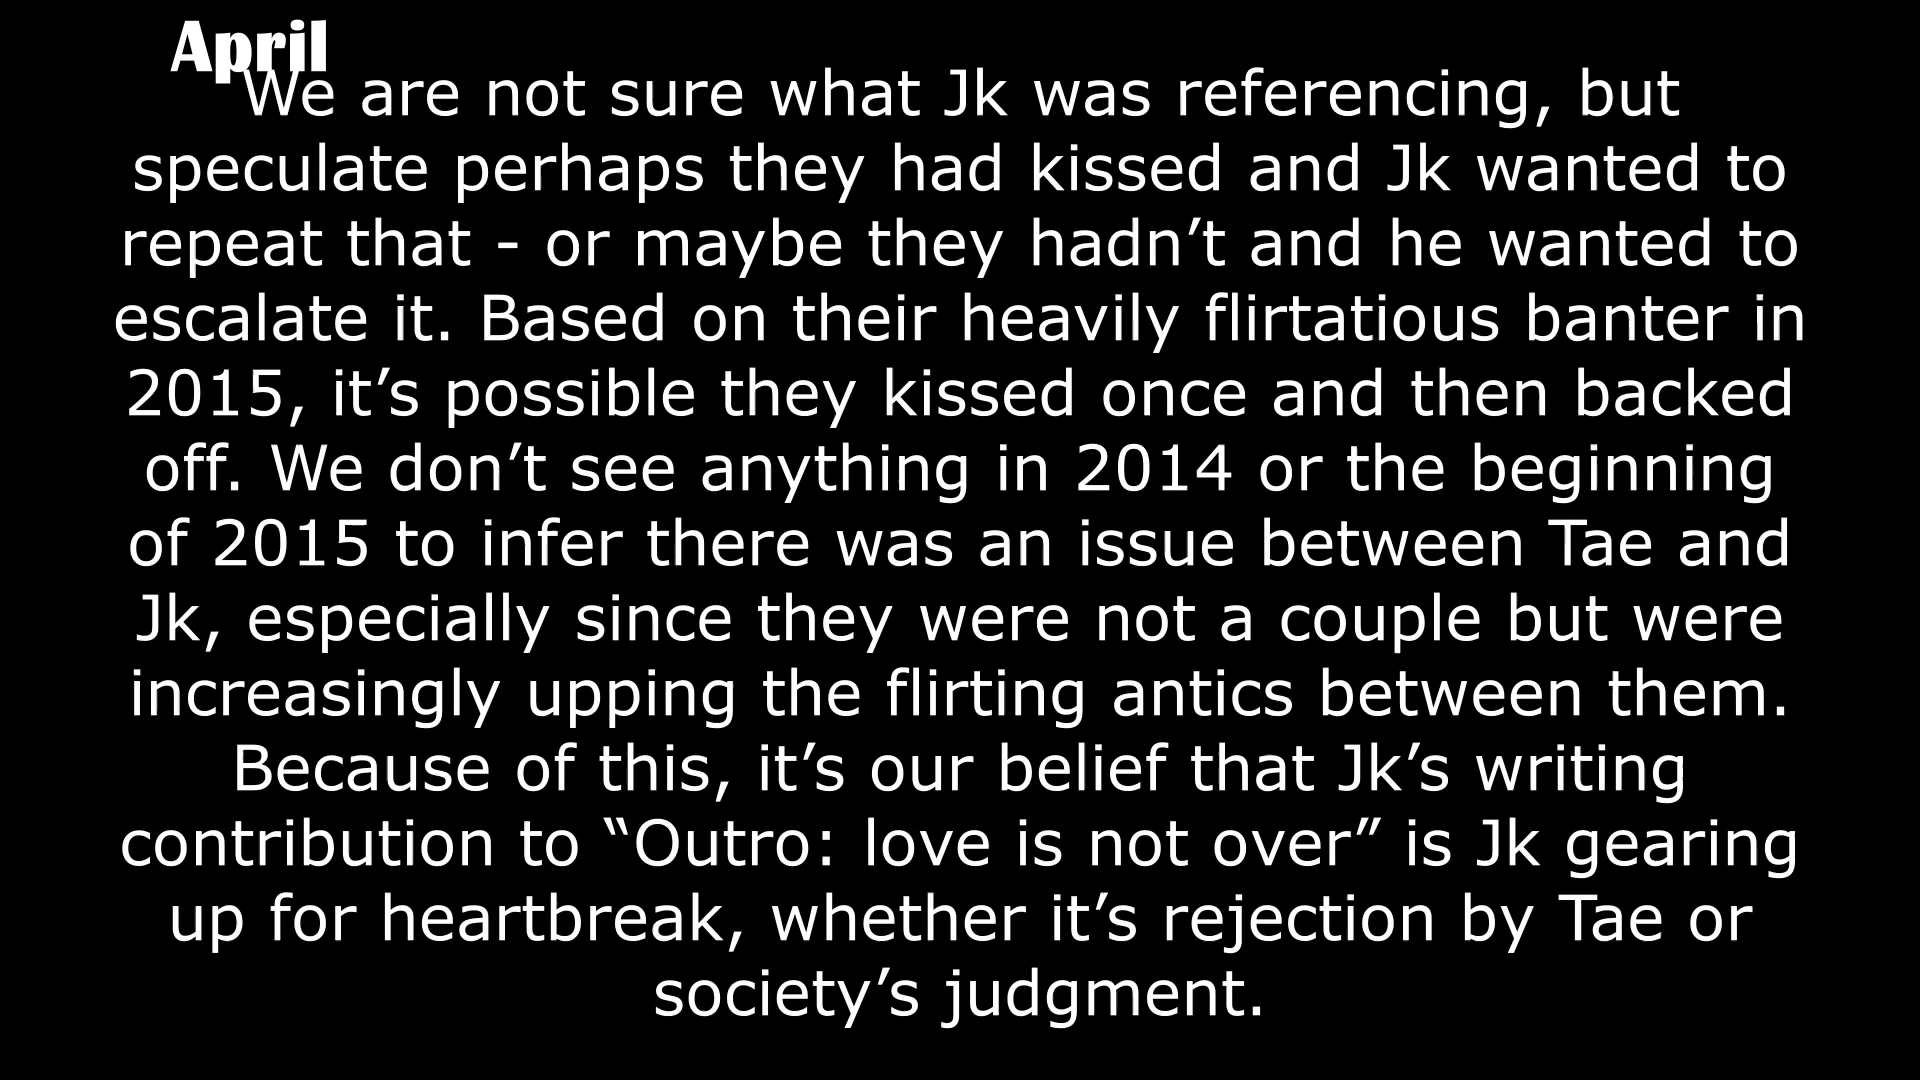 April
We are not sure what Jk was referencing, but
speculate perhaps they had kissed and Jk wanted to
repeat that - or maybe they hadn’t and he wanted to
escalate it. Based on their heavily flirtatious banter in
2015, it’s possible they kissed once and then backed
off. We don’t see anything in 2014 or the beginning
of 2015 to infer there was an issue between Tae and
Jk, especially since they were not a couple but were
increasingly upping the flirting antics between them.
Because of this, it’s our belief that Jk’s writing
contribution to “Outro: love is not over” is Jk gearing
up for heartbreak, whether it’s rejection by Tae or
society’s judgment.